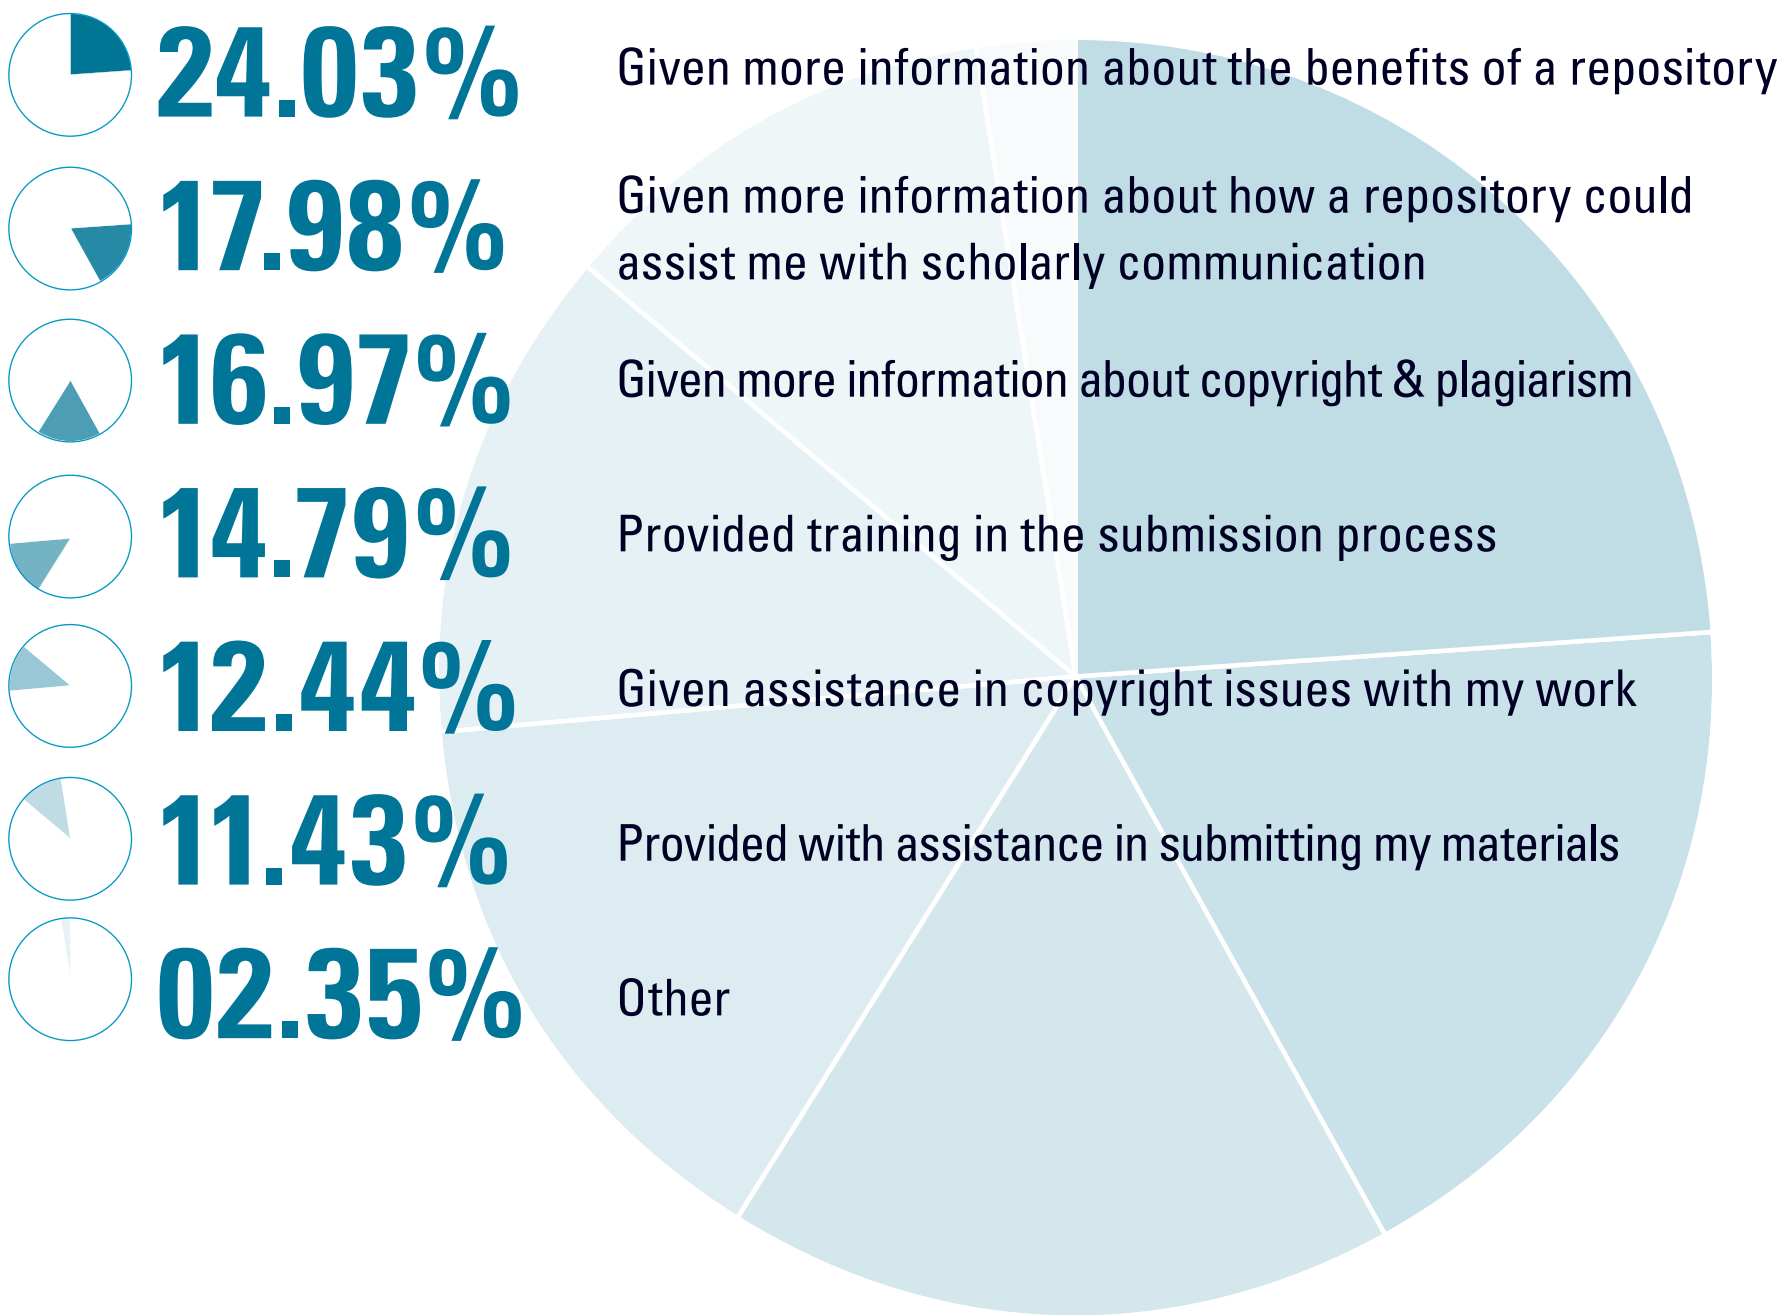 24.03% Given more information about the benefits of a repository
17.98% Given more information about how a repository could
assist me with scholarly communication
16.97% Given more information about copyright & plagiarism
14.79% Provided training in the submission process
12.44% Given assistance in copyright issues with my work
11.43% Provided with assistance in submitting my materials
02.35% Other